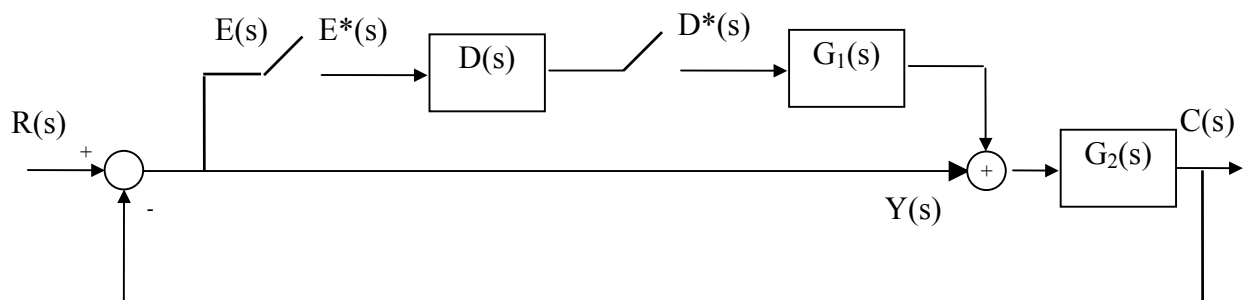 E(s) E*(s) D(s) D*(s) G₁(s)
R(s) C(s)
+ + G₂(s)
- Y(s)